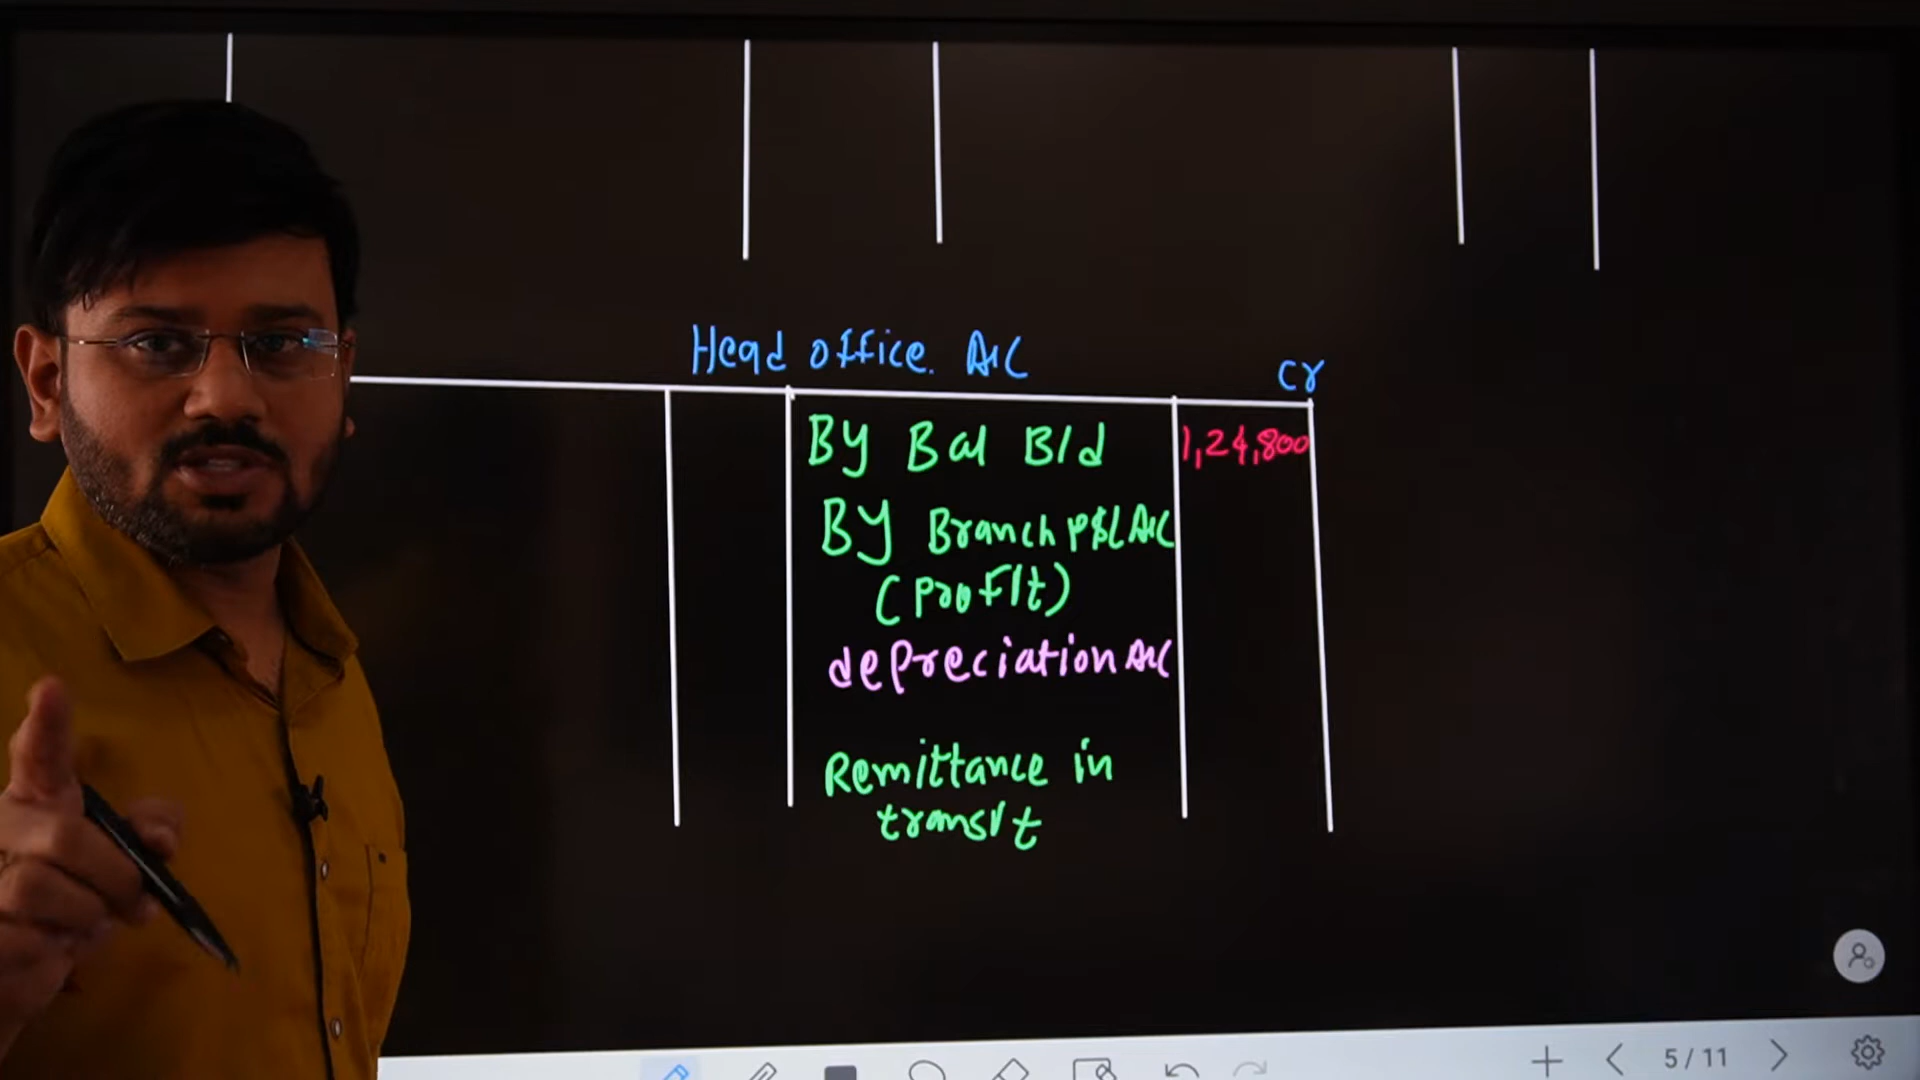 Head office. A/C
Cr
By Bal B/d 1,24,800
By Branch P&L A/C
(Profit)
depreciation A/C
Remittance in
transit
5/11